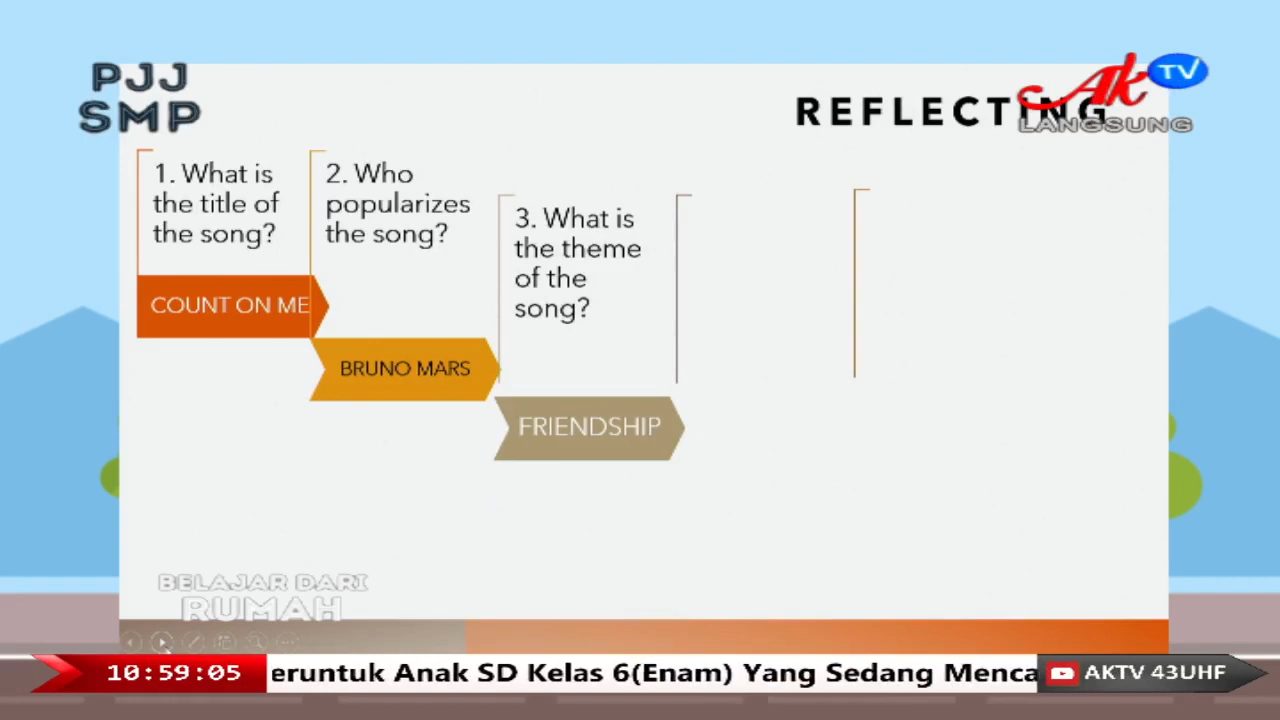 PJJ
SMP
REFLECTING
Ak TV
LANGSUNG
1. What is
the title of
the song?
COUNT ON ME
2. Who
popularizes
the song?
BRUNO MARS
3. What is
the theme
of the
song?
FRIENDSHIP
BELAJAR DARI
RUMAH
10:59:05
eruntuk Anak SD Kelas 6(Enam) Yang Sedang Menca
AKTV 43UHF